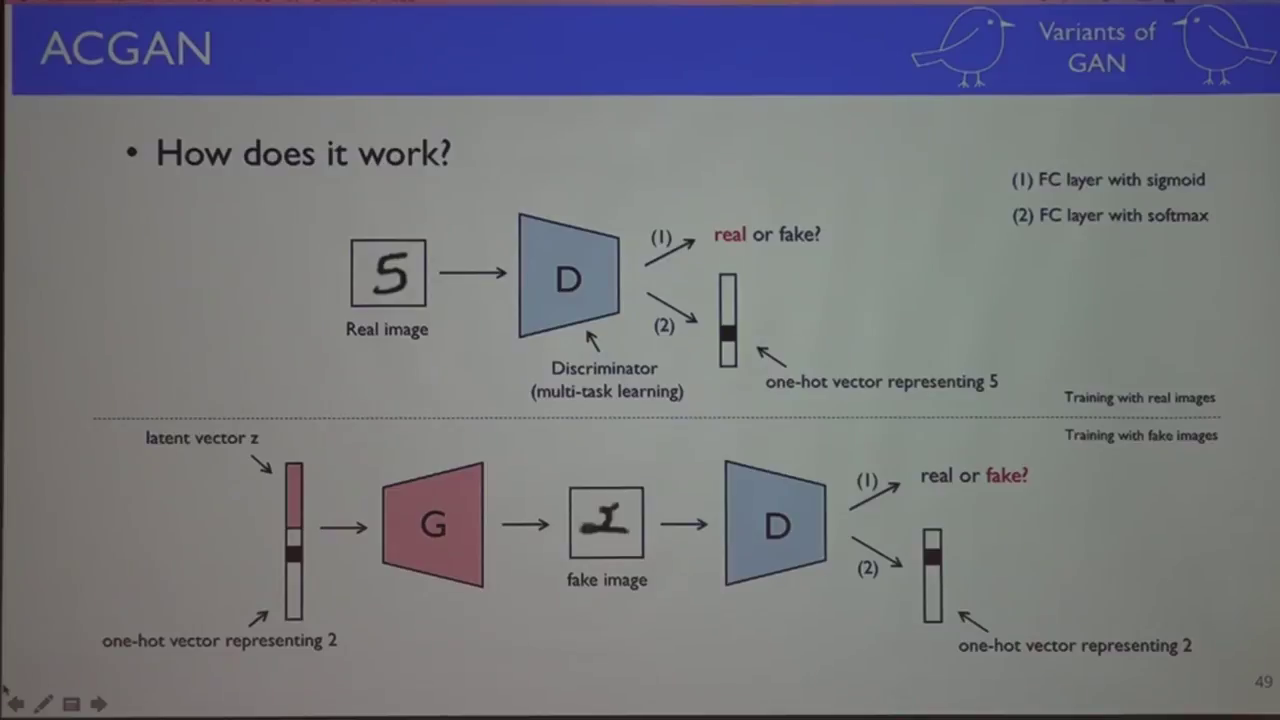 ACGAN
Variants of
GAN
• How does it work?
(1) FC layer with sigmoid
(2) FC layer with softmax
5
Real image
D
(1)
real or fake?
(2)
Discriminator
(multi-task learning)
one-hot vector representing 5
Training with real images
Training with fake images
latent vector z
one-hot vector representing 2
G
fake image
D
(1)
real or fake?
(2)
one-hot vector representing 2
49